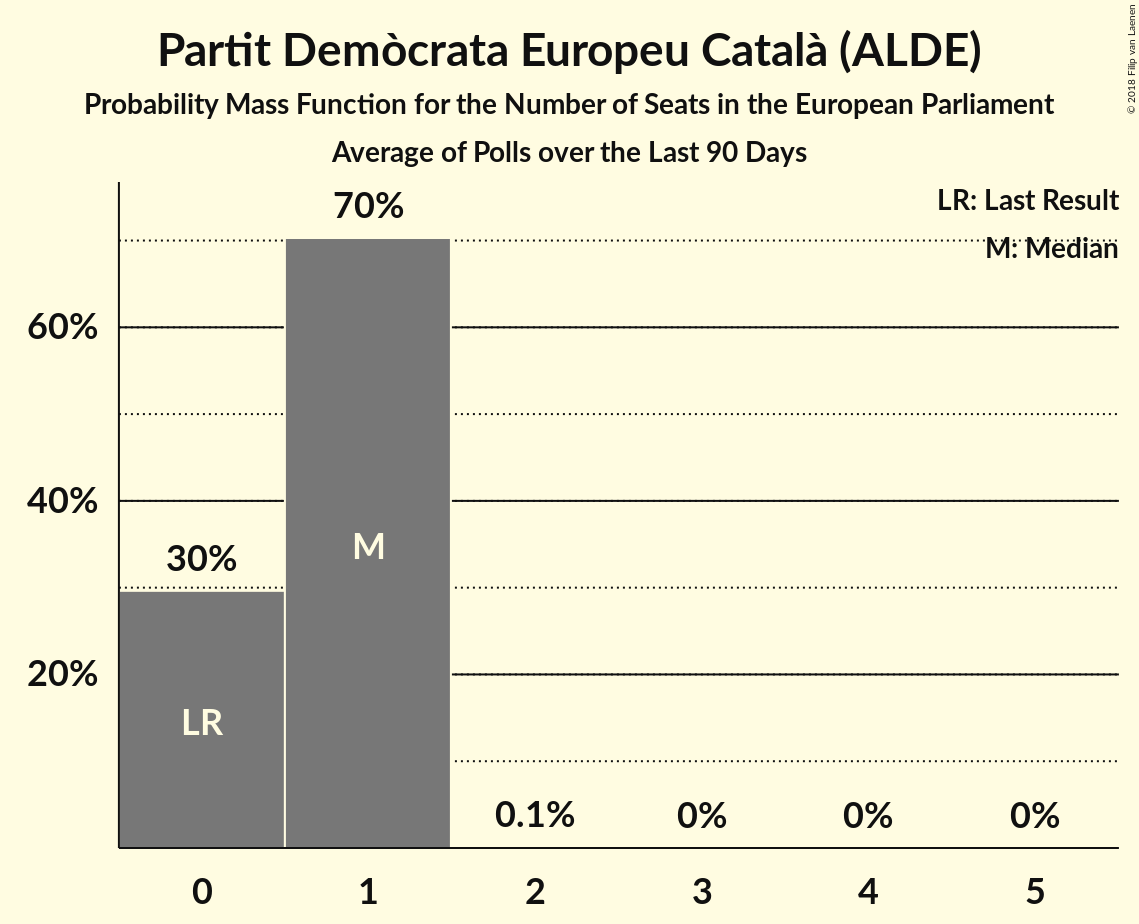 Partit Demòcrata Europeu Català (ALDE)
Probability Mass Function for the Number of Seats in the European Parliament
Average of Polls over the Last 90 Days
© 2018 Filip van Laenen
LR: Last Result
M: Median
70%
60%
40%
30%
20%
M
LR
0.1%
0%
0%
0%
0 1 2 3 4 5